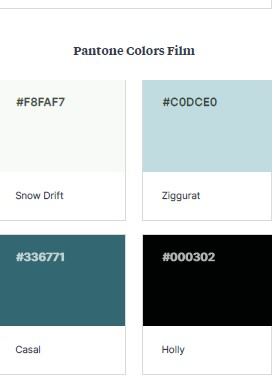 Pantone Colors Film
#F8FAF7
#C0DCE0
Snow Drift
Ziggurat
#336771
#000302
Casal
Holly